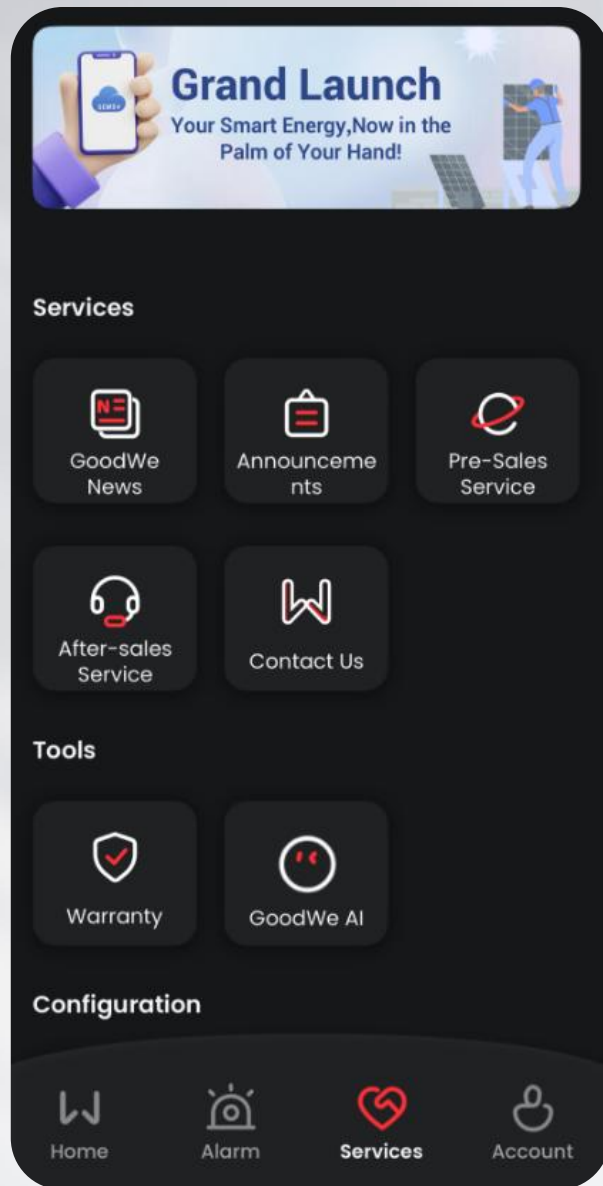 SEMS+
Grand Launch
Your Smart Energy,Now in the
Palm of Your Hand!
Services
GoodWe
News
Announceme
nts
Pre-Sales
Service
After-sales
Service
Contact Us
Tools
Warranty
GoodWe AI
Configuration
Home
Alarm
Services
Account